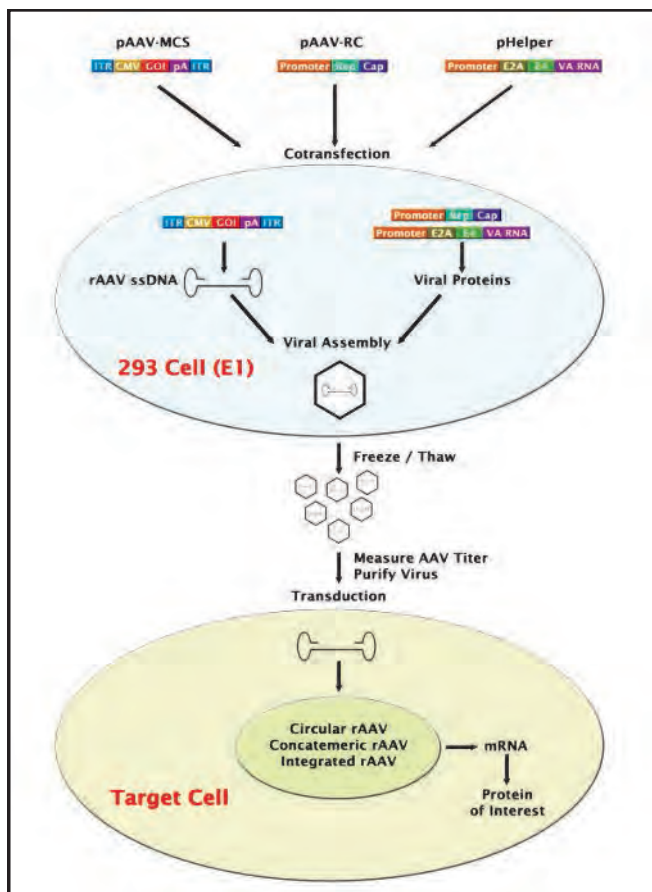 pAAV-MCS
pAAV-RC
pHelper
ITR CMV GOI pA ITR
Promoter Rep Cap
Promoter E2A E4 VA RNA
Cotransfection
ITR CMV GOI pA ITR
Promoter Rep Cap
Promoter E2A E4 VA RNA
rAAV ssDNA
Viral Proteins
Viral Assembly
293 Cell (E1)
Freeze / Thaw
Measure AAV Titer
Purify Virus
Transduction
Circular rAAV
Concatemeric rAAV
Integrated rAAV
mRNA
Protein
of Interest
Target Cell